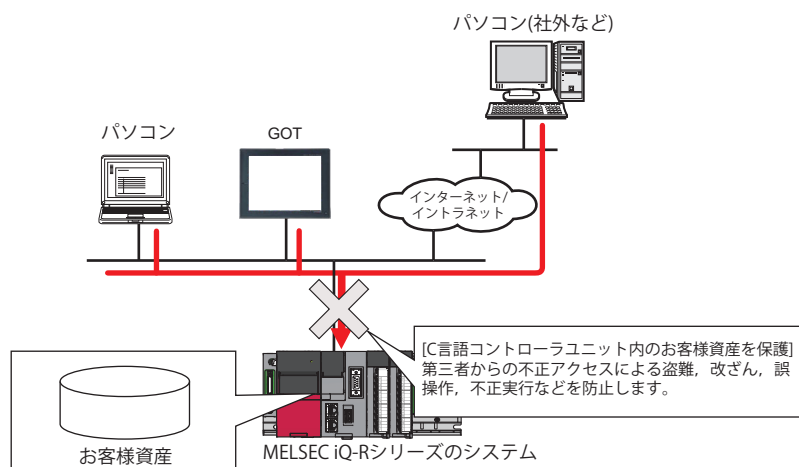 パソコン(社外など)
パソコン
GOT
インターネット/
イントラネット
[C言語コントローラユニット内のお客様資産を保護]
第三者からの不正アクセスによる盗難，改ざん，誤
操作，不正実行などを防止します。
お客様資産
MELSEC iQ-Rシリーズのシステム